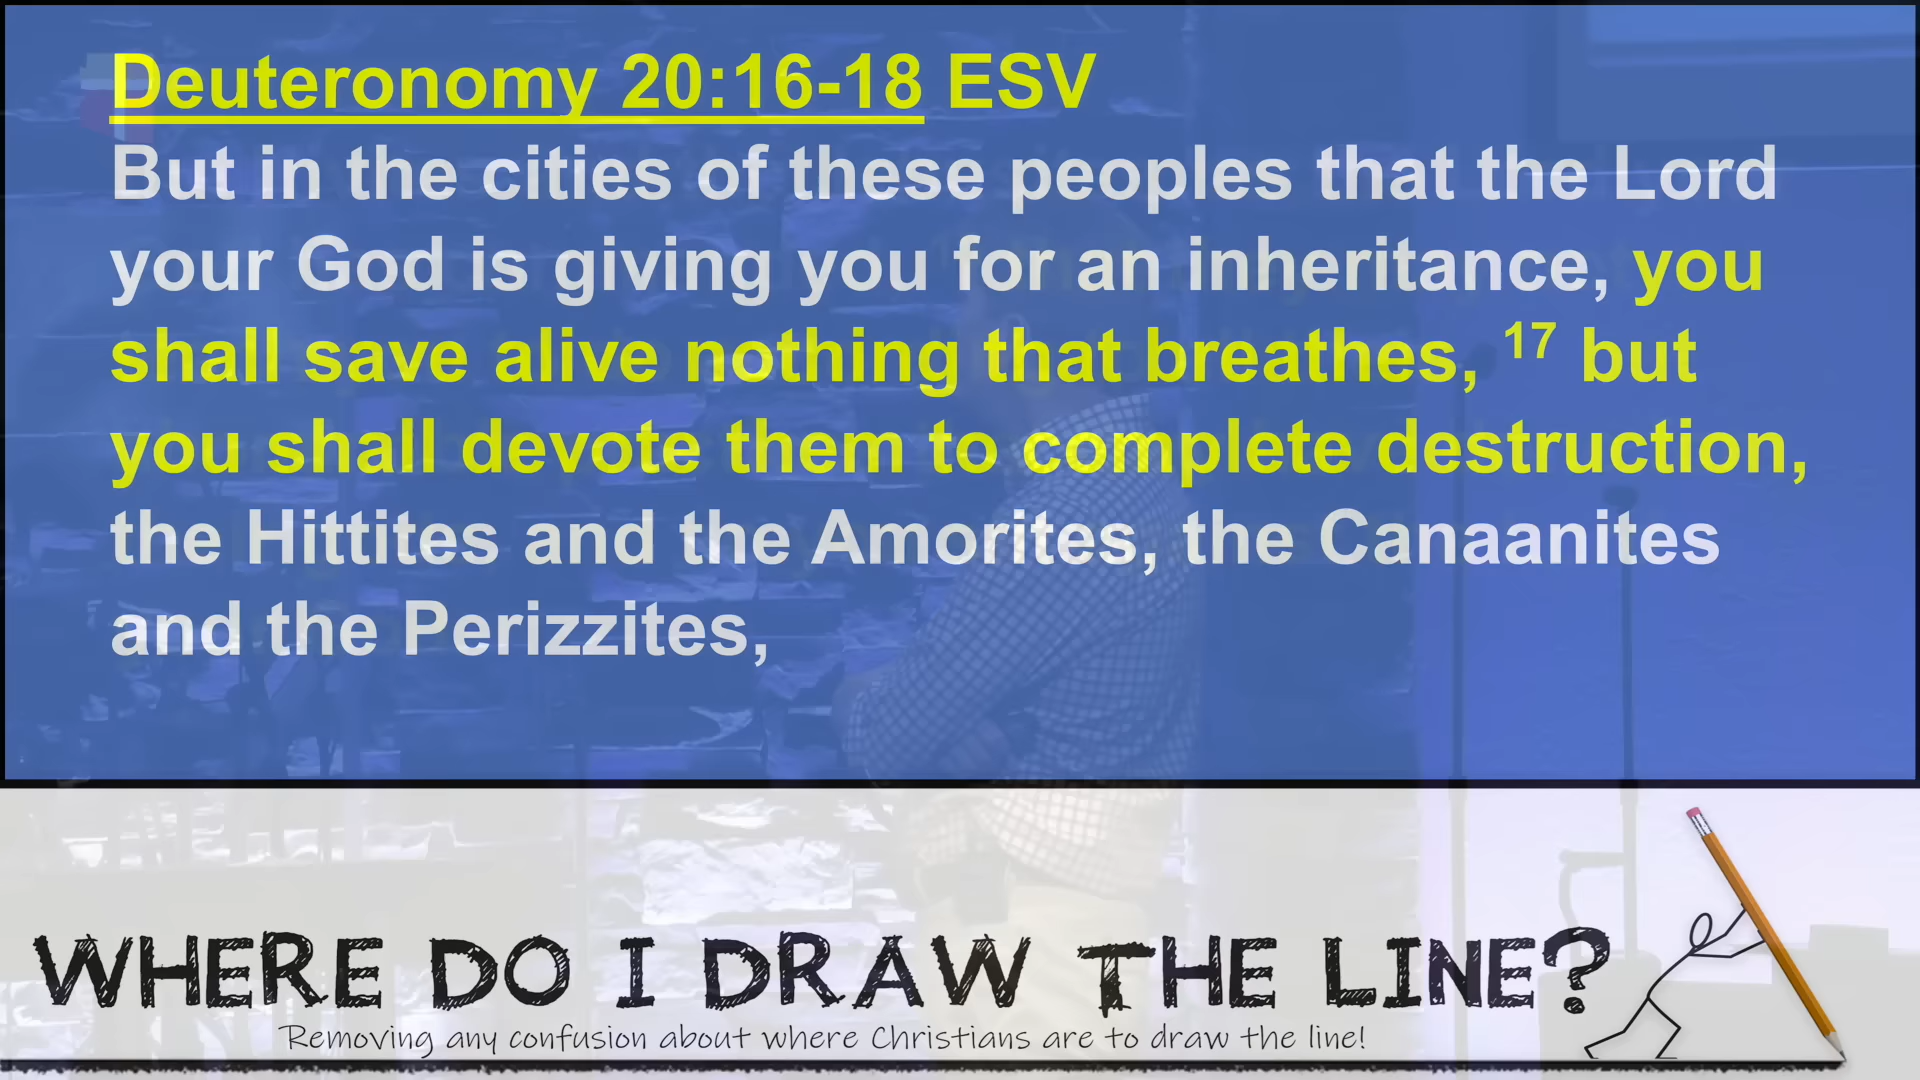 Deuteronomy 20:16-18 ESV
But in the cities of these peoples that the Lord
your God is giving you for an inheritance, you
shall save alive nothing that breathes, 17 but
you shall devote them to complete destruction,
the Hittites and the Amorites, the Canaanites
and the Perizzites,
WHERE DO I DRAW THE LINE?
Removing any confusion about where Christians are to draw the line!